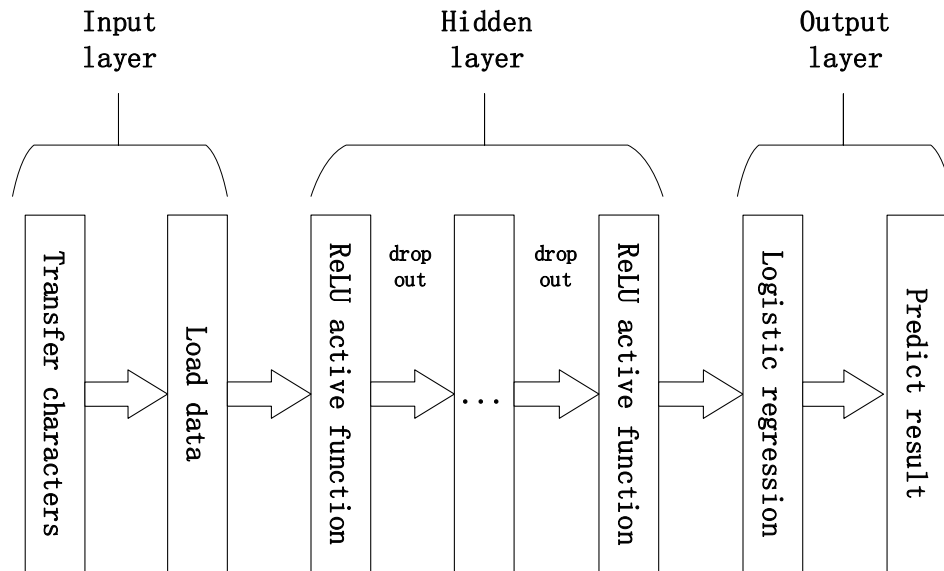 Input
layer
Hidden
layer
Output
layer
Transfer characters
Load data
ReLU active function
drop
out
...
drop
out
ReLU active function
Logistic regression
Predict result